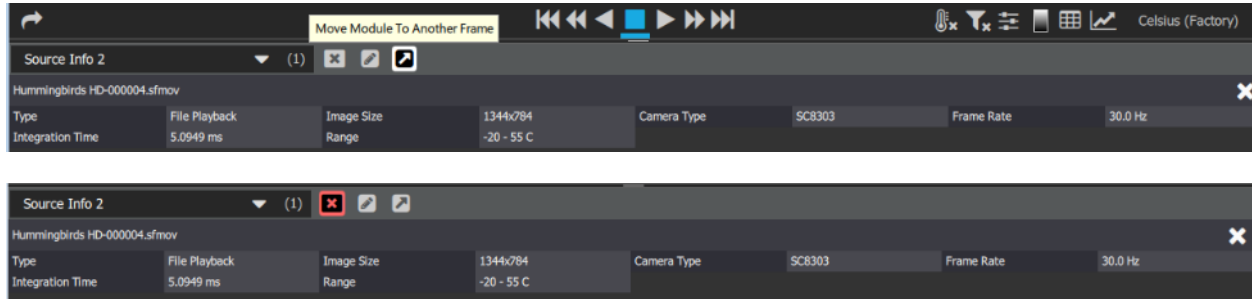 Move Module To Another Frame
Celsius (Factory)
Source Info 2 (1)
Hummingbirds HD-000004.sfmov
Type File Playback Image Size 1344x784 Camera Type SC8303 Frame Rate 30.0 Hz
Integration Time 5.0949 ms Range -20 - 55 C
Source Info 2 (1)
Hummingbirds HD-000004.sfmov
Type File Playback Image Size 1344x784 Camera Type SC8303 Frame Rate 30.0 Hz
Integration Time 5.0949 ms Range -20 - 55 C